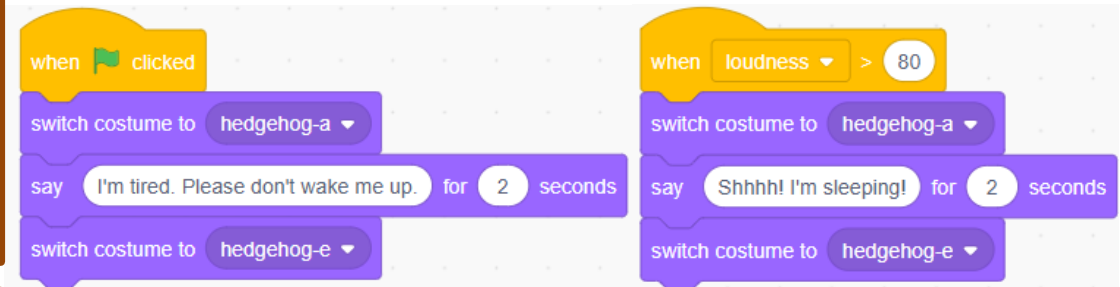 when clicked
switch costume to hedgehog-a
say I'm tired. Please don't wake me up. for 2 seconds
switch costume to hedgehog-e
when loudness > 80
switch costume to hedgehog-a
say Shhhh! I'm sleeping! for 2 seconds
switch costume to hedgehog-e